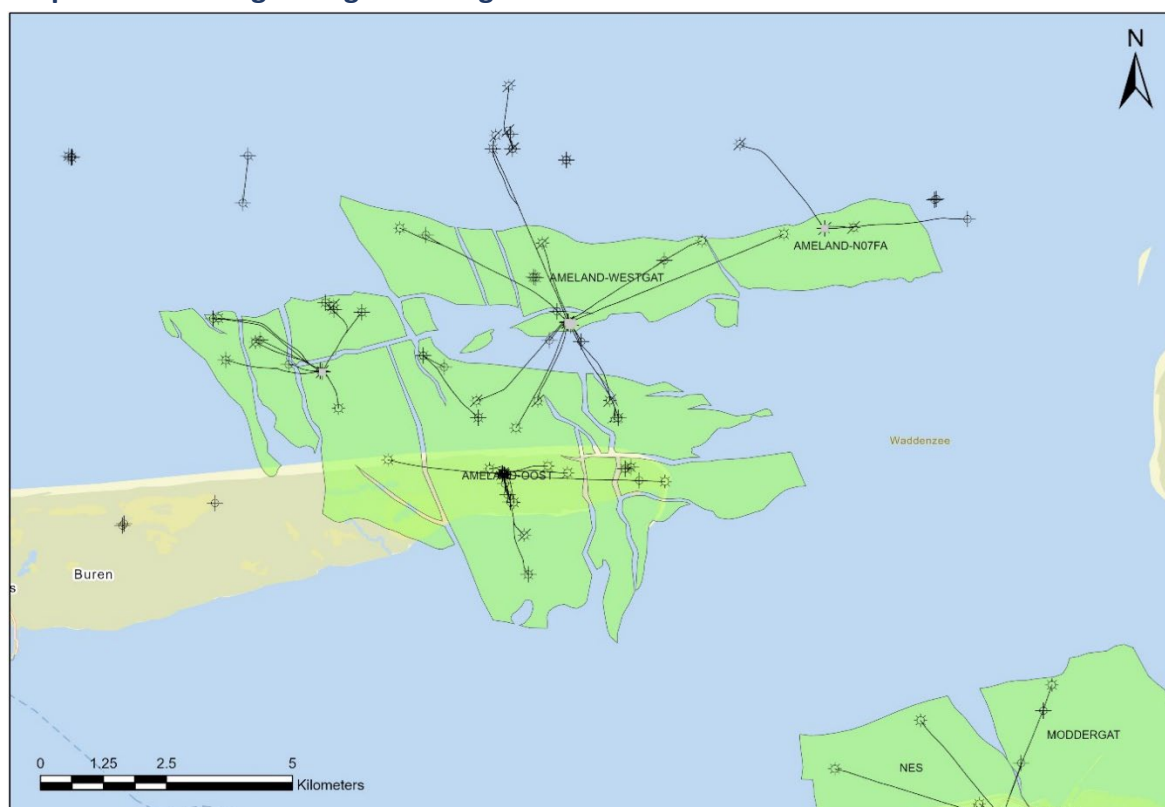 N
AMELAND-N07FA
AMELAND-WESTGAT
Waddenzee
AMELAND-OOST
Buren
s
MODDERGAT
NES
0 1.25 2.5 5
Kilometers